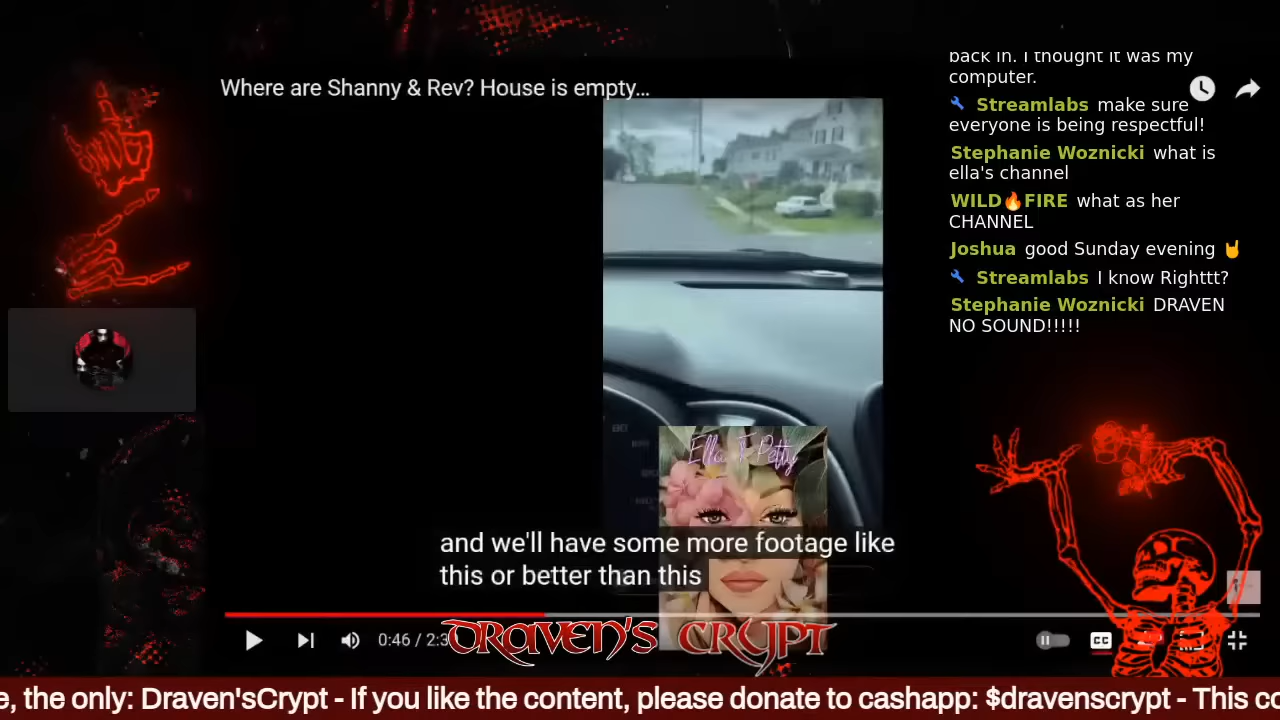 Where are Shanny & Rev? House is empty...
back in. I thought it was my
computer.
Streamlabs make sure
everyone is being respectful!
Stephanie Woznicki what is
ella's channel
WILD🔥FIRE what as her
CHANNEL
Joshua good Sunday evening 🤘
Streamlabs I know Righttt?
Stephanie Woznicki DRAVEN
NO SOUND!!!!!
Ella T Petty
and we'll have some more footage like
this or better than this
0:46 / 2:3
CC
DRAVEN'S CRYPT
e, the only: Draven'sCrypt - If you like the content, please donate to cashapp: $dravenscrypt - This co